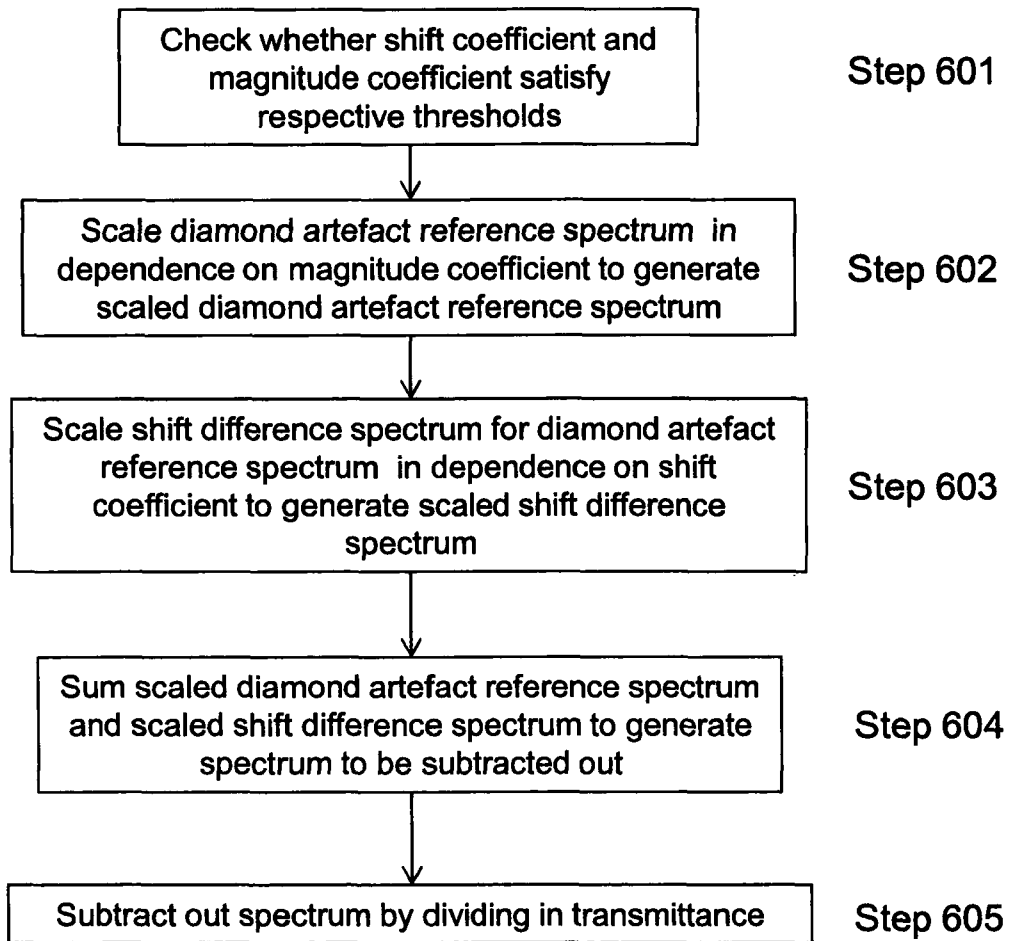 Check whether shift coefficient and
magnitude coefficient satisfy
respective thresholds
Step 601
Scale diamond artefact reference spectrum in
dependence on magnitude coefficient to generate
scaled diamond artefact reference spectrum
Step 602
Scale shift difference spectrum for diamond artefact
reference spectrum in dependence on shift
coefficient to generate scaled shift difference
spectrum
Step 603
Sum scaled diamond artefact reference spectrum
and scaled shift difference spectrum to generate
spectrum to be subtracted out
Step 604
Subtract out spectrum by dividing in transmittance
Step 605